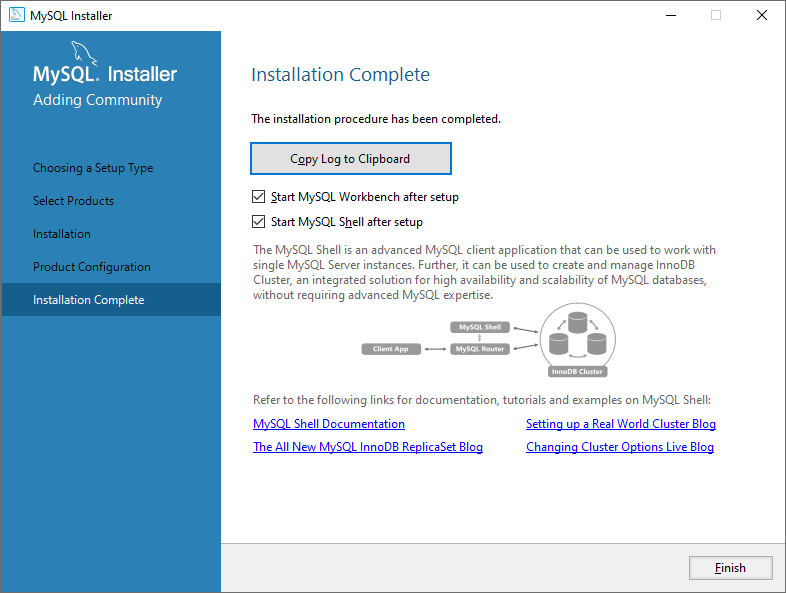 MySQL Installer
MySQL. Installer
Adding Community
Choosing a Setup Type
Select Products
Installation
Product Configuration
Installation Complete
Installation Complete
The installation procedure has been completed.
Copy Log to Clipboard
Start MySQL Workbench after setup
Start MySQL Shell after setup
The MySQL Shell is an advanced MySQL client application that can be used to work with
single MySQL Server instances. Further, it can be used to create and manage InnoDB
Cluster, an integrated solution for high availability and scalability of MySQL databases,
without requiring advanced MySQL expertise.
MySQL Shell
Client App
MySQL Router
InnoDB Cluster
Refer to the following links for documentation, tutorials and examples on MySQL Shell:
MySQL Shell Documentation
Setting up a Real World Cluster Blog
The All New MySQL InnoDB ReplicaSet Blog
Changing Cluster Options Live Blog
Finish